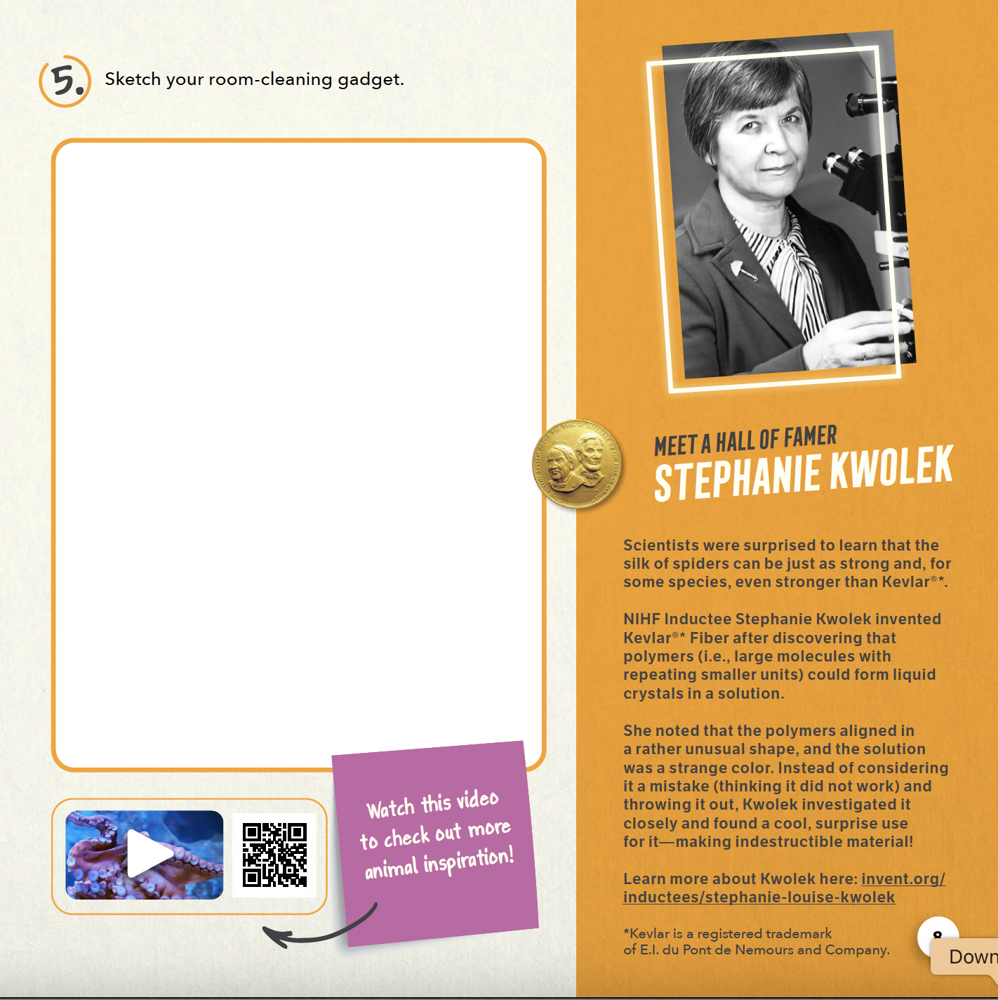 5.
Sketch your room-cleaning gadget.
MEET A HALL OF FAMER
STEPHANIE KWOLEK
Scientists were surprised to learn that the
silk of spiders can be just as strong and, for
some species, even stronger than Kevlar®*.
NIHF Inductee Stephanie Kwolek invented
Kevlar®* Fiber after discovering that
polymers (i.e., large molecules with
repeating smaller units) could form liquid
crystals in a solution.
She noted that the polymers aligned in
a rather unusual shape, and the solution
was a strange color. Instead of considering
it a mistake (thinking it did not work) and
throwing it out, Kwolek investigated it
closely and found a cool, surprise use
for it—making indestructible material!
Learn more about Kwolek here: invent.org/
inductees/stephanie-louise-kwolek
*Kevlar is a registered trademark
of E.I. du Pont de Nemours and Company.
Watch this video
to check out more
animal inspiration!
8
Down